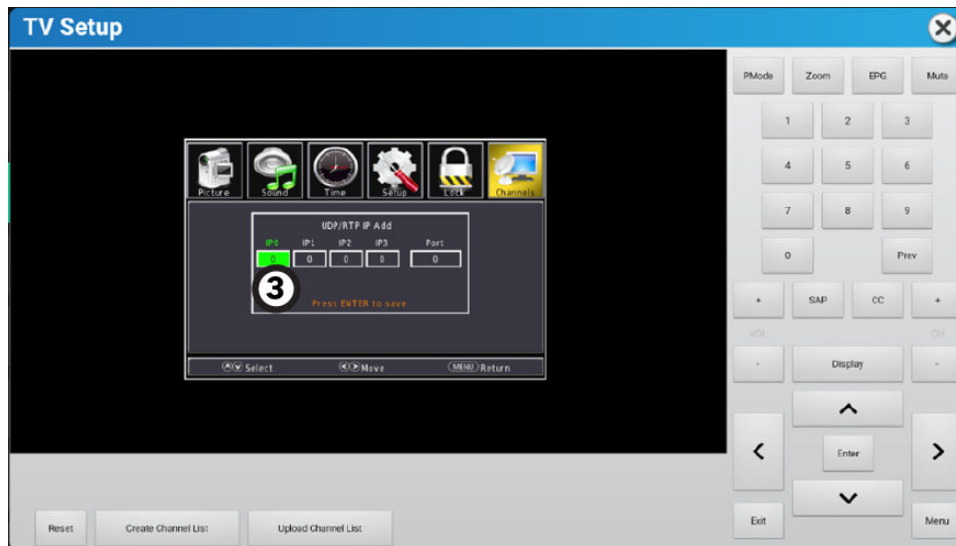 TV Setup
PMode Zoom EPG Mute
1 2 3
4 5 6
7 8 9
0 Prev
+ SAP CC +
VOL CH
- Display -
Enter
Exit Menu
Picture Sound Time Setup Lock Channels
UDP/RTP IP Add
IP0 IP1 IP2 IP3 Port
0 0 0 0 0
3
Press ENTER to save
Select Move MENU Return
Reset Create Channel List Upload Channel List